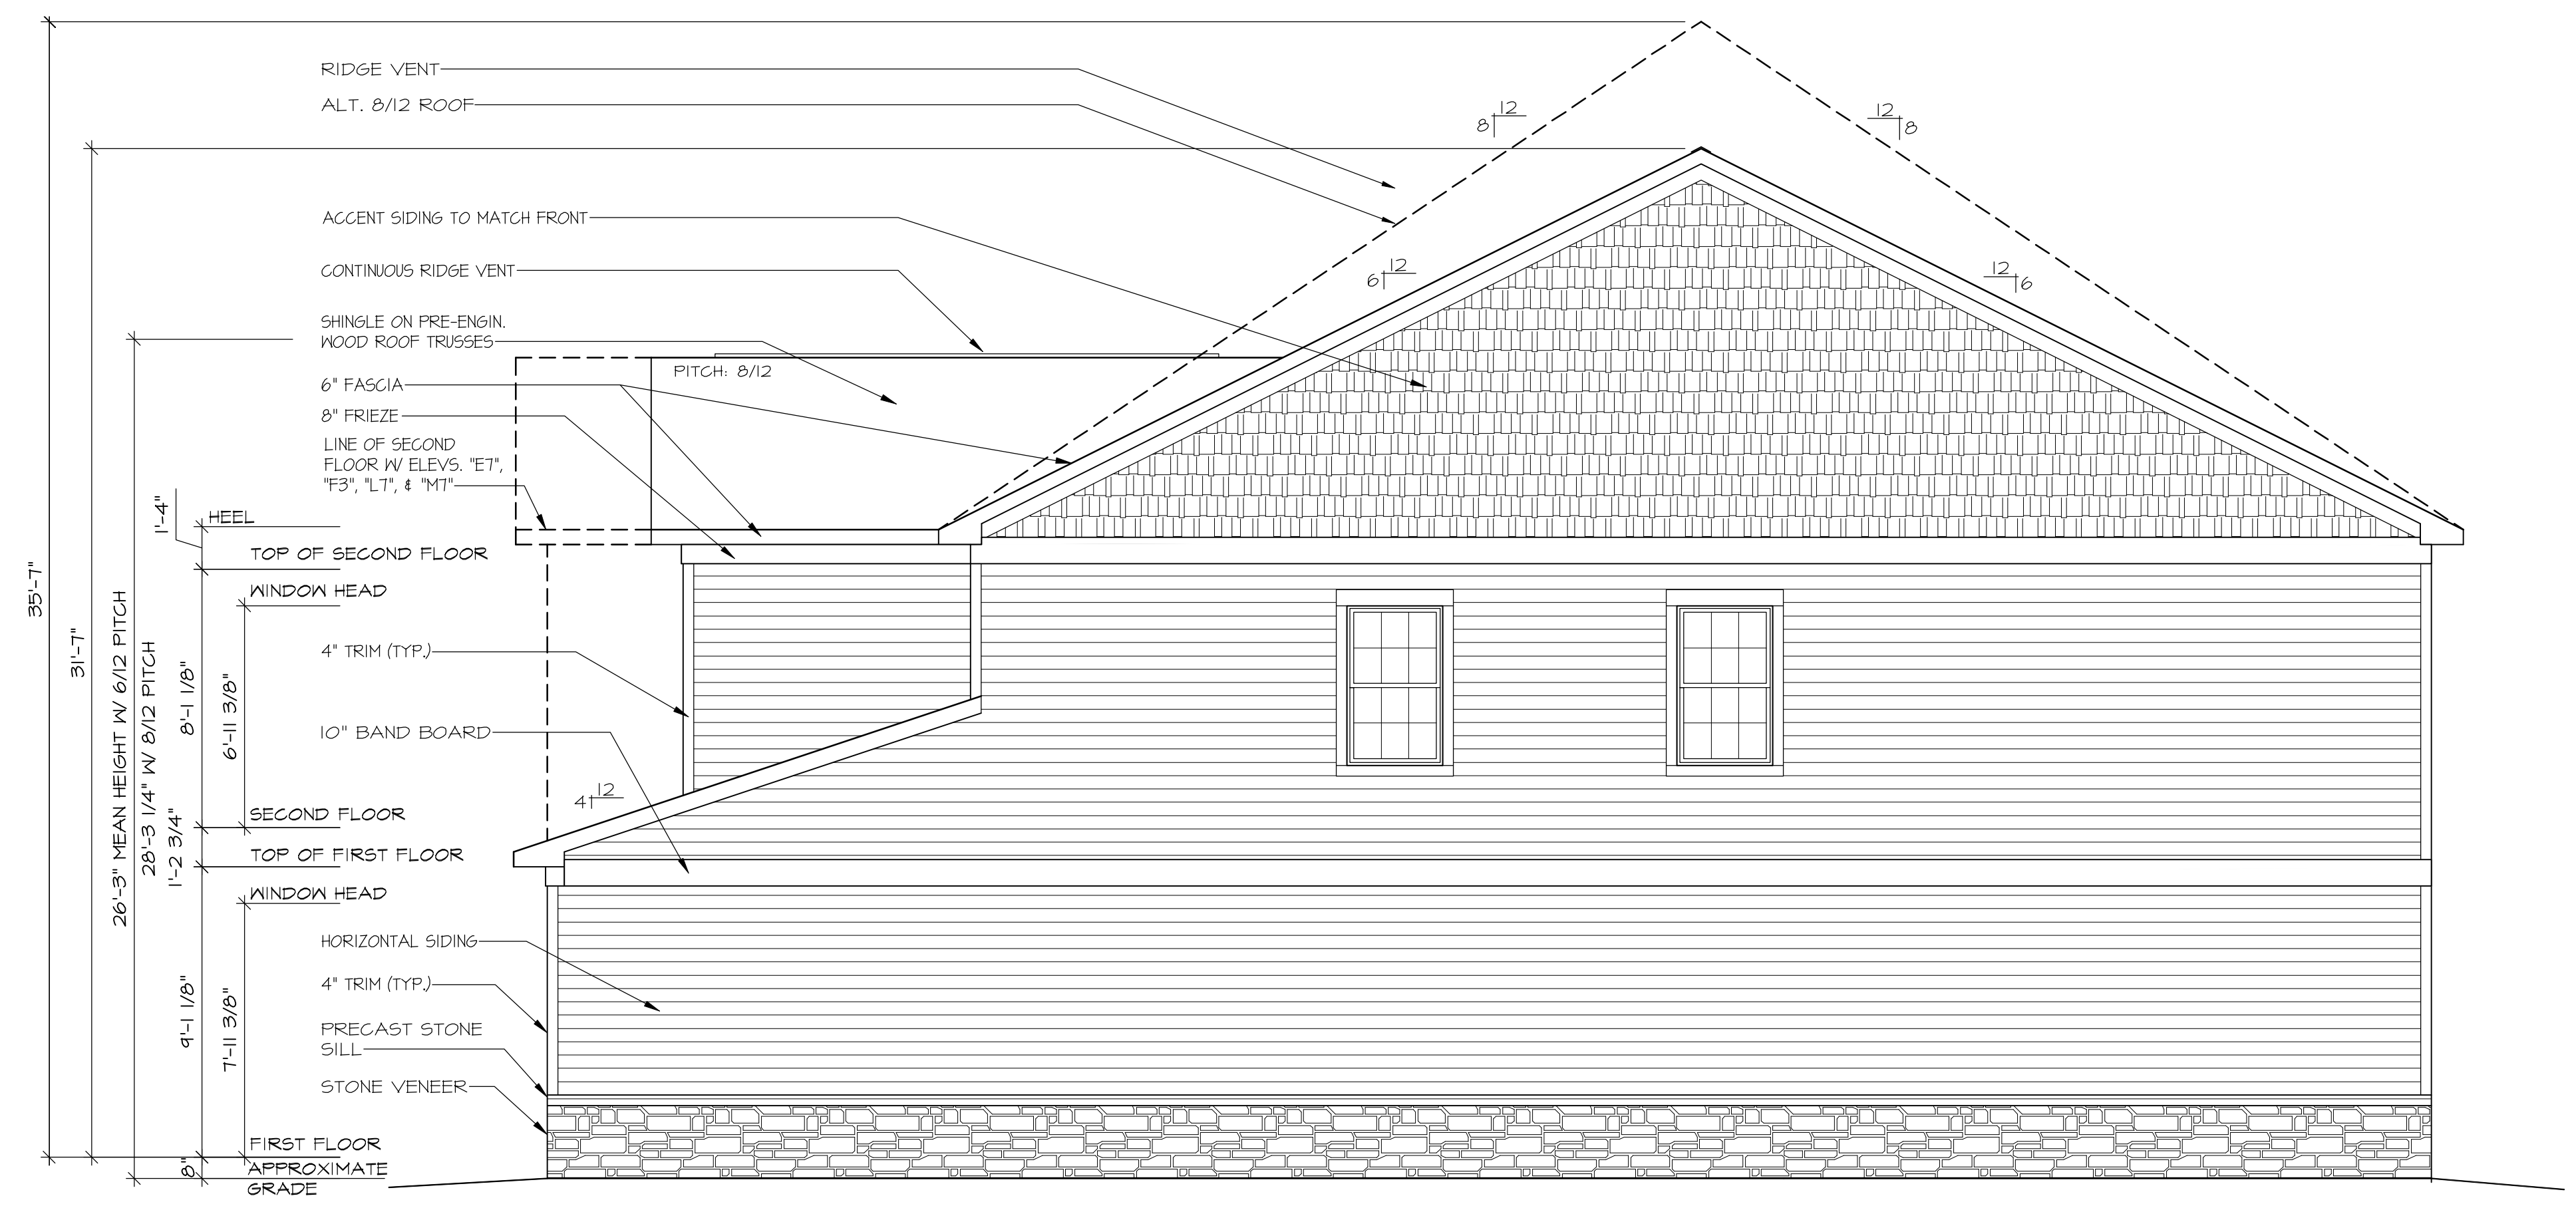 RIDGE VENT
ALT. 8/12 ROOF
12
8
12
8
ACCENT SIDING TO MATCH FRONT
CONTINUOUS RIDGE VENT
12
6
12
6
SHINGLE ON PRE-ENGIN.
WOOD ROOF TRUSSES
PITCH: 8/12
6" FASCIA
8" FRIEZE
LINE OF SECOND
FLOOR W/ ELEVS. "E7",
"F3", "L7", & "M7"
1'-4"
HEEL
TOP OF SECOND FLOOR
WINDOW HEAD
35'-7"
31'-7"
26'-3" MEAN HEIGHT W/ 6/12 PITCH
28'-3 1/4" W/ 8/12 PITCH
8'-1 1/8"
6'-11 3/8"
4" TRIM (TYP.)
10" BAND BOARD
12
4
SECOND FLOOR
1'-2 3/4"
TOP OF FIRST FLOOR
WINDOW HEAD
HORIZONTAL SIDING
4" TRIM (TYP.)
9'-1 1/8"
7'-11 3/8"
PRECAST STONE
SILL
STONE VENEER
FIRST FLOOR
8"
APPROXIMATE
GRADE